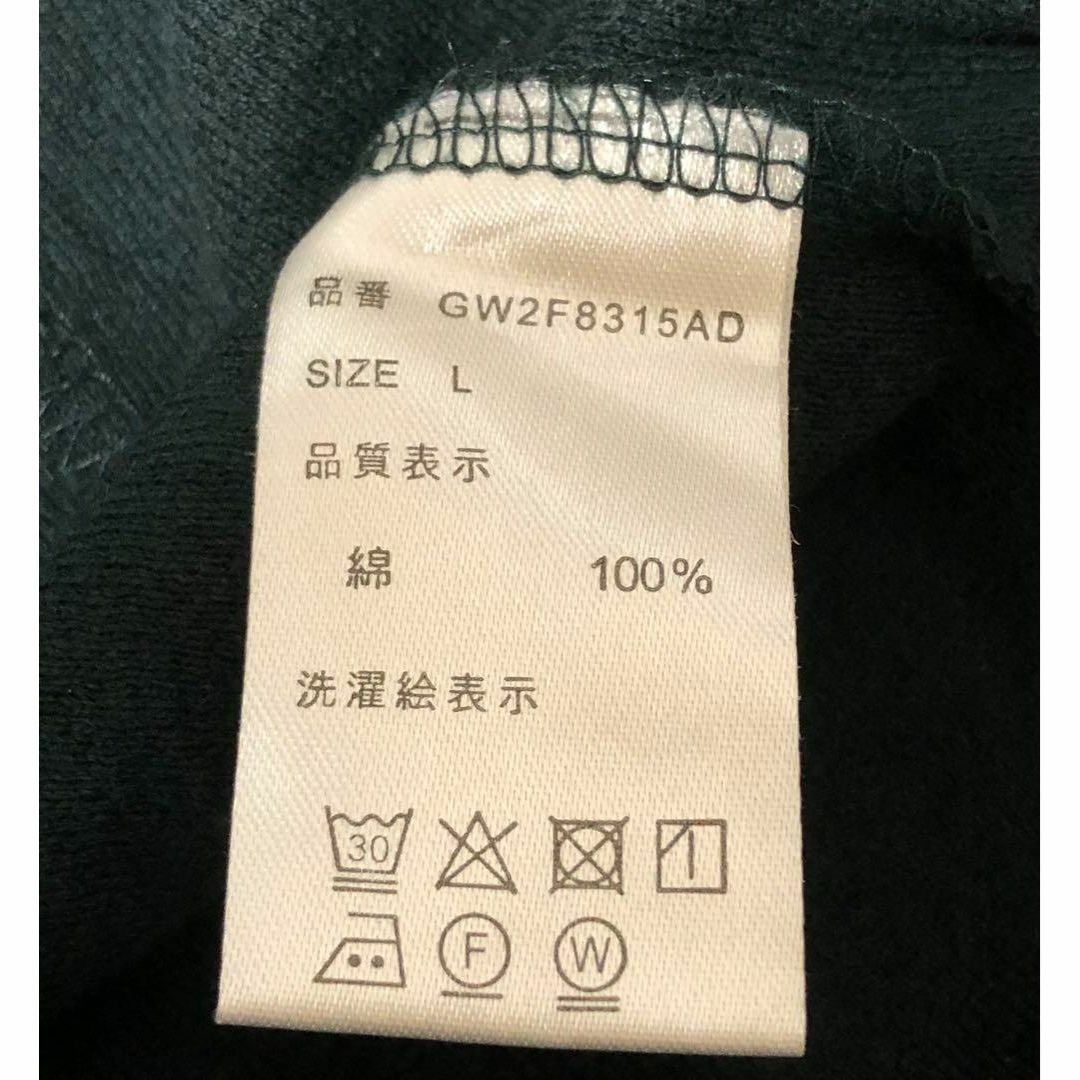 品番 GW2F8315AD
SIZE L
品質表示
綿 100%
洗濯絵表示
30
F W